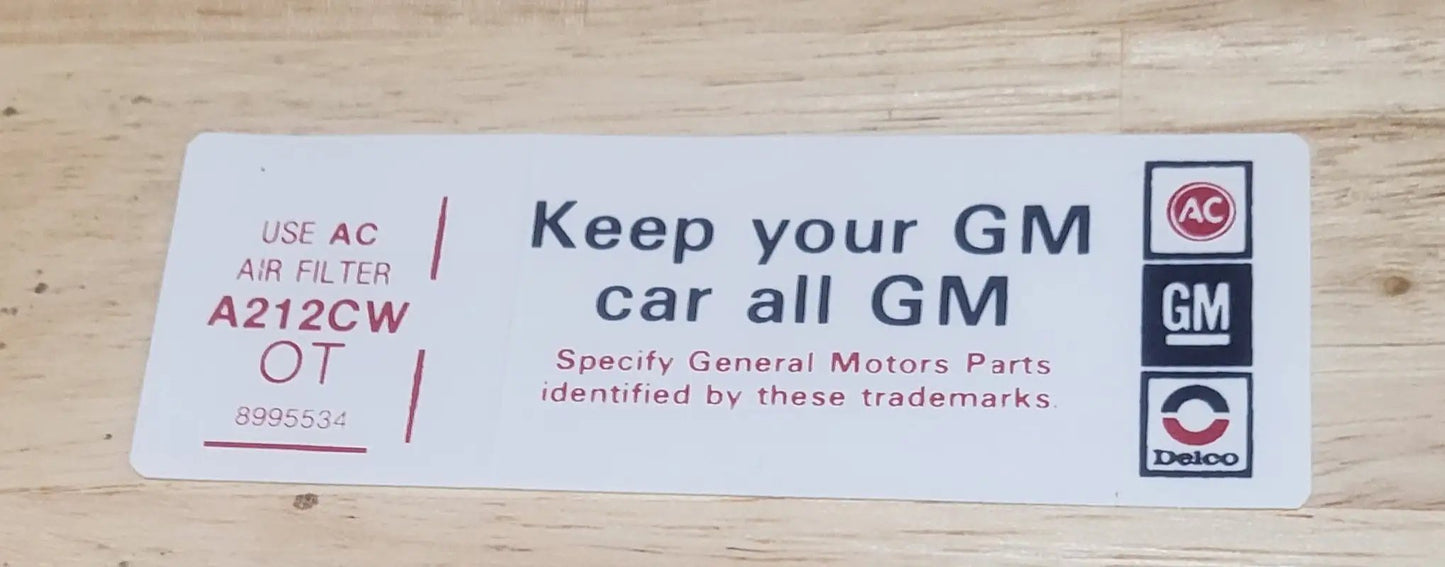 USE AC
AIR FILTER
A212CW
OT
8995534
Keep your GM
car all GM
Specify General Motors Parts
identified by these trademarks.
AC
GM
Delco